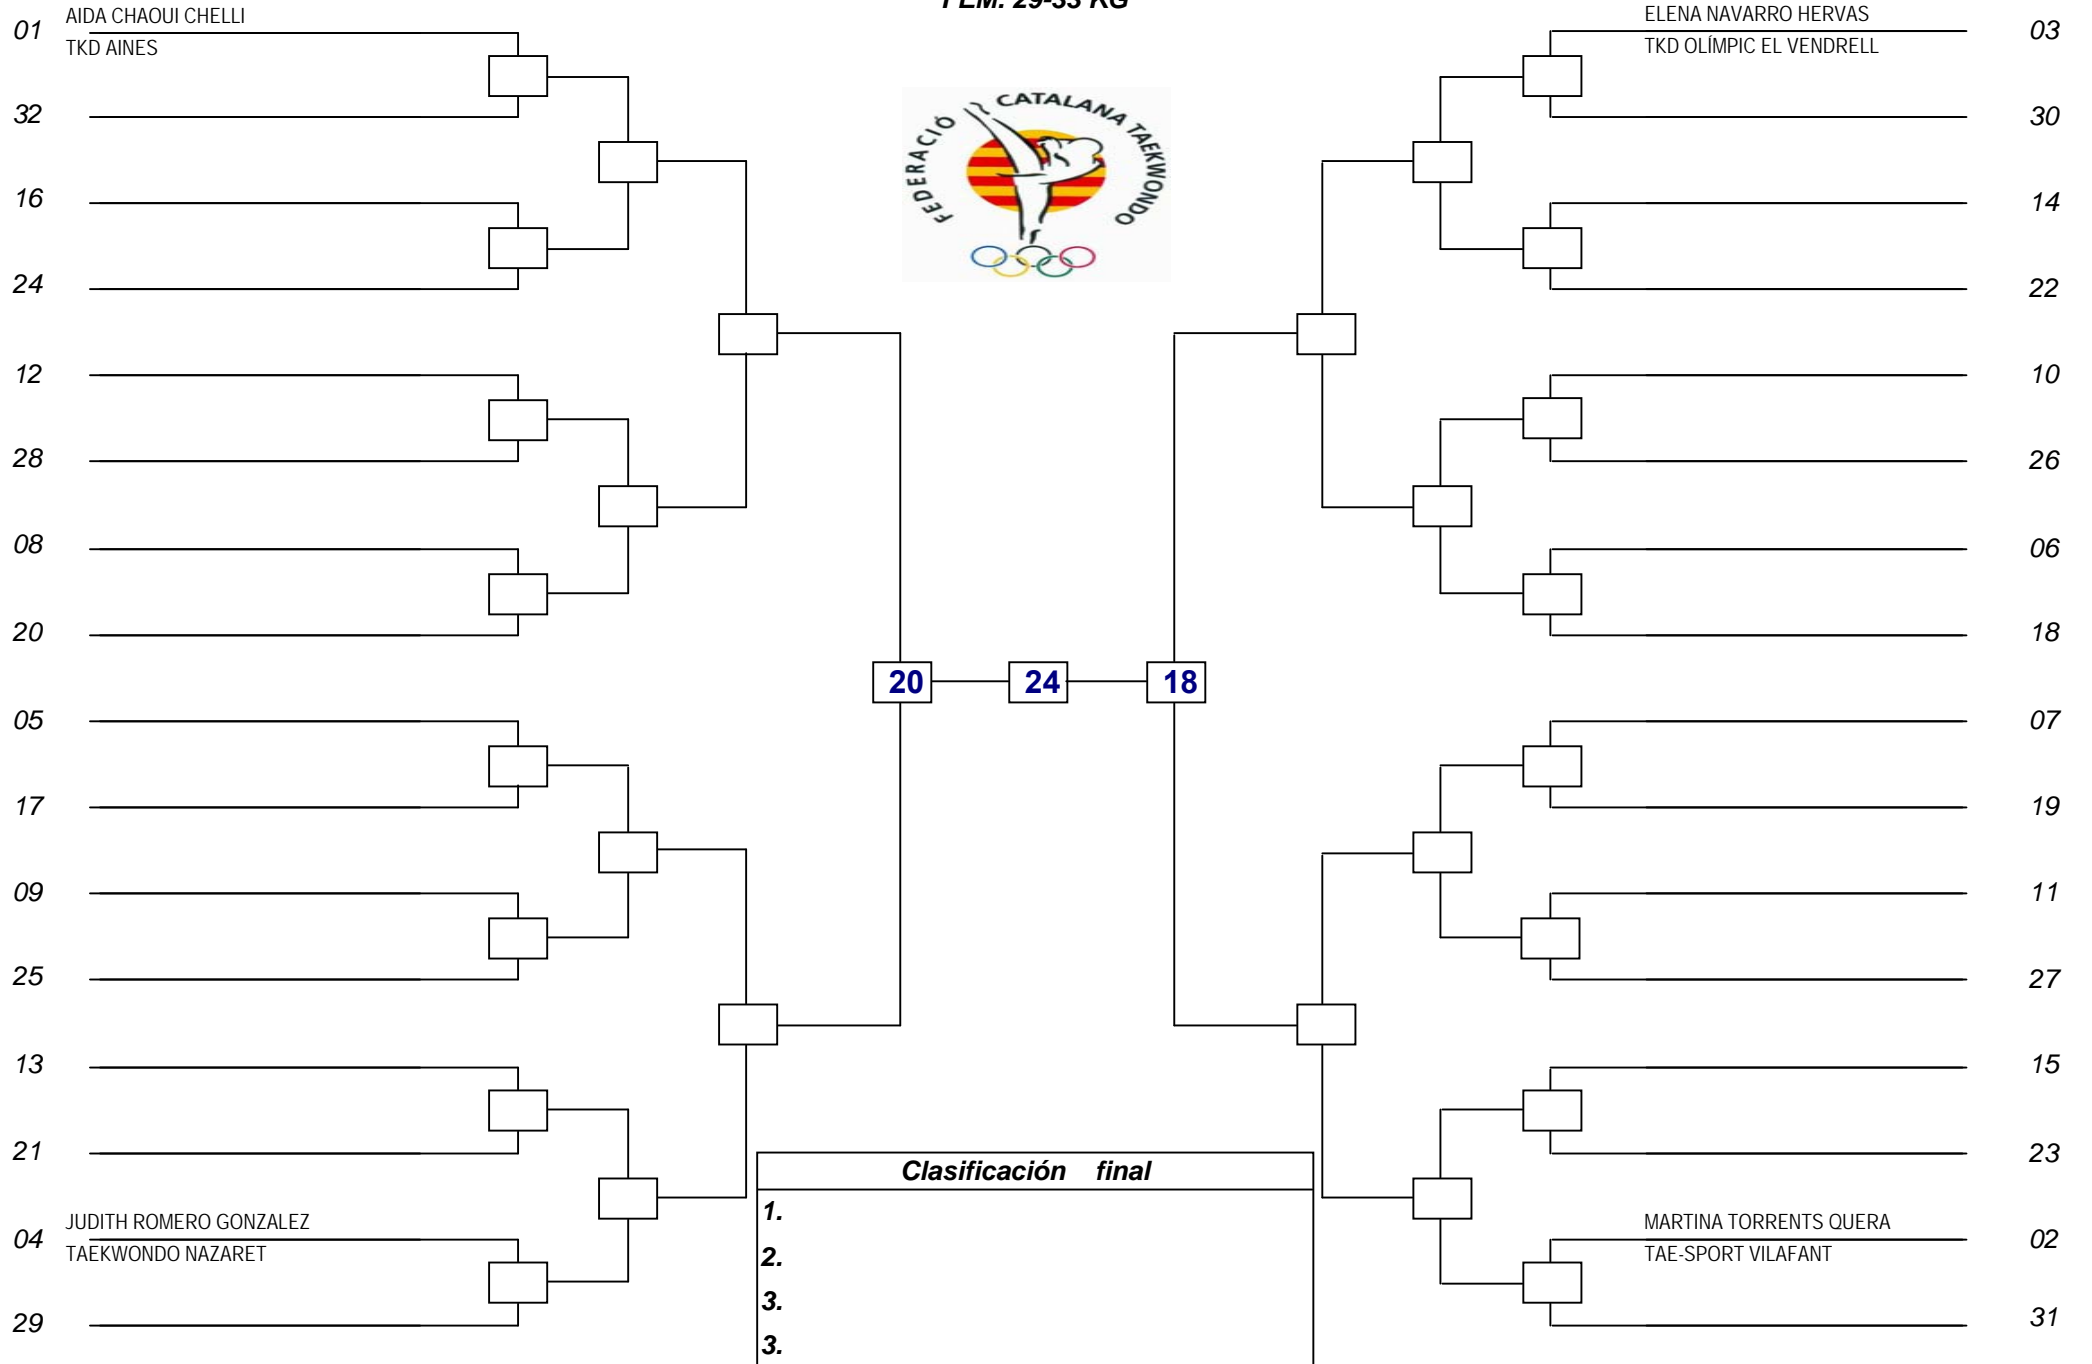 FEM. 29-33 KG
01 AIDA CHAOUI CHELLI
TKD AINES
32
16
24
12
28
08
20
05
17
09
25
13
21
04 JUDITH ROMERO GONZALEZ
TAEKWONDO NAZARET
29
FEDERACIÓ CATALANA TAEKWONDO
20 24 18
ELENA NAVARRO HERVAS 03
TKD OLÍMPIC EL VENDRELL
30
14
22
10
26
06
18
07
19
11
27
15
23
MARTINA TORRENTS QUERA 02
TAE-SPORT VILAFANT
31
Clasificación final
1.
2.
3.
3.